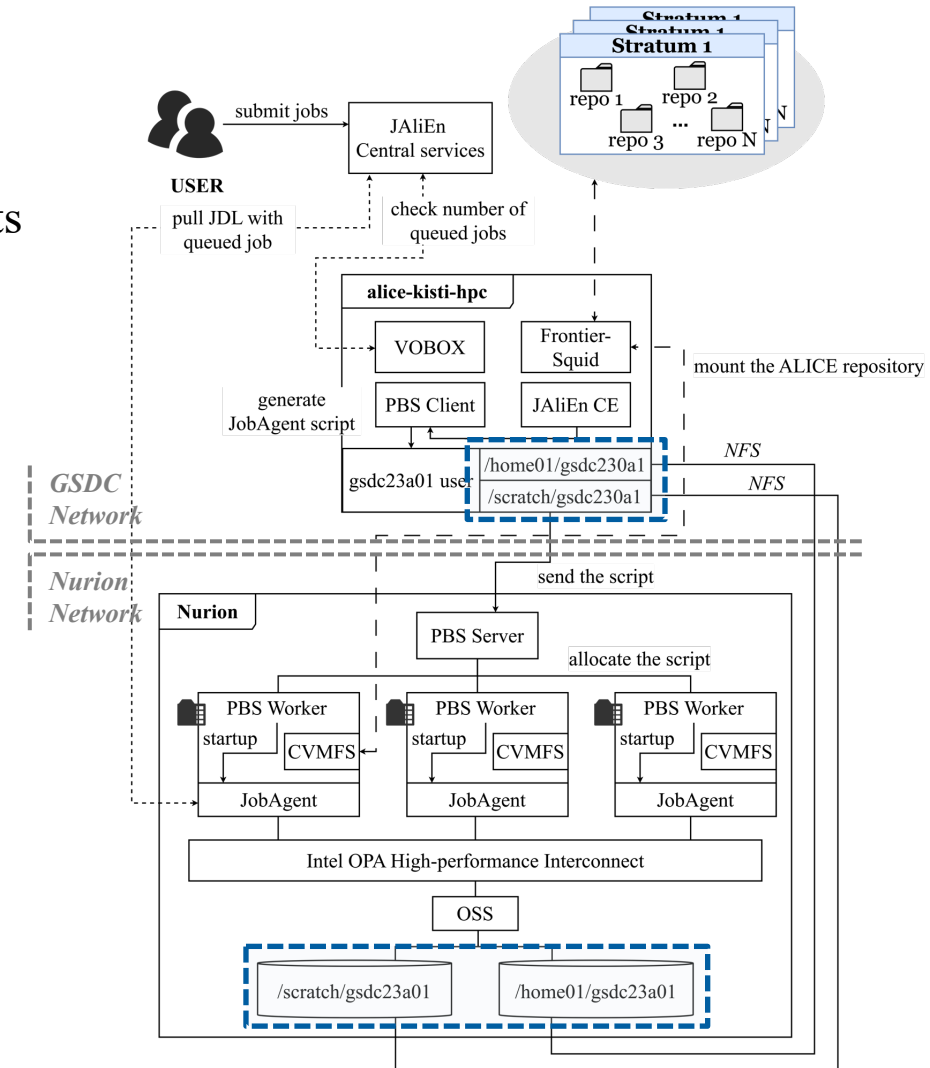 Stratum 1
Stratum 1
Stratum 1
repo 1
repo 2
repo 3
...
repo N
N
submit jobs
JAliEn
Central services
USER
ts
pull JDL with
queued job
check number of
queued jobs
alice-kisti-hpc
VOBOX
Frontier-
Squid
mount the ALICE repository
generate
JobAgent script
PBS Client
JAliEn CE
gsdc23a01 user
/home01/gsdc230a1
/scratch/gsdc230a1
NFS
NFS
GSDC
Network
Nurion
Network
send the script
Nurion
PBS Server
allocate the script
PBS Worker
PBS Worker
PBS Worker
startup
CVMFS
startup
CVMFS
startup
CVMFS
JobAgent
JobAgent
JobAgent
Intel OPA High-performance Interconnect
OSS
/scratch/gsdc23a01
/home01/gsdc23a01